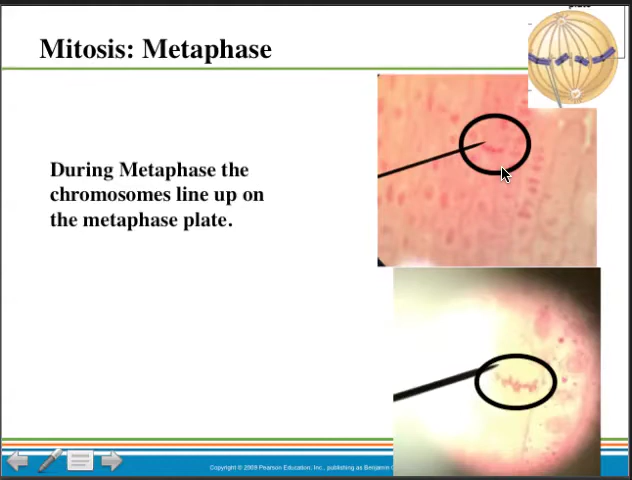 plate
Mitosis: Metaphase
During Metaphase the
chromosomes line up on
the metaphase plate.
Copyright © 2009 Pearson Education, Inc., publishing as Benjamin C